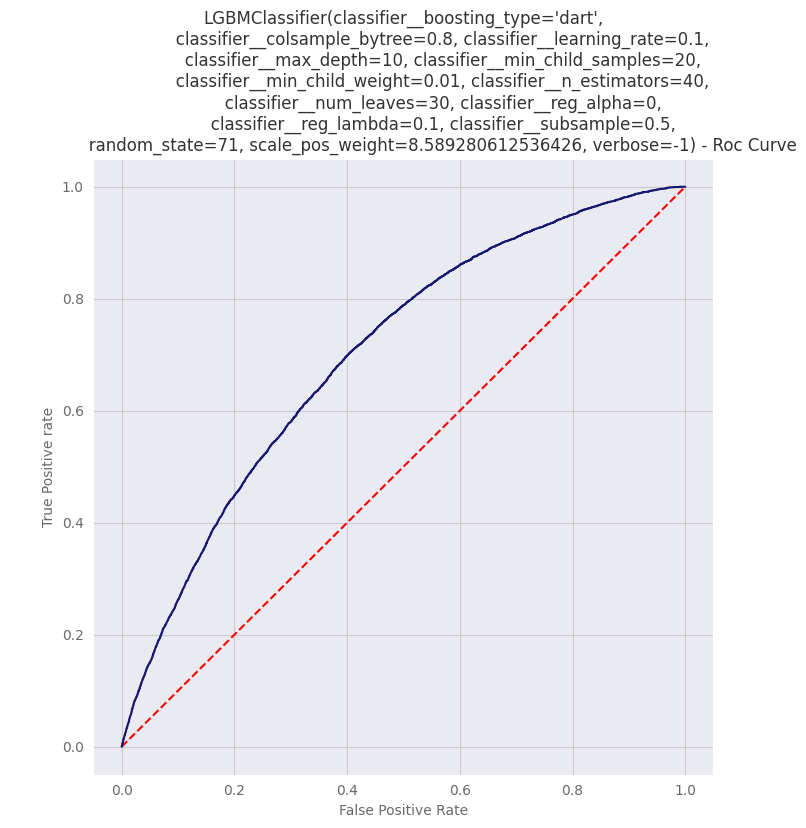 LGBMClassifier(classifier__boosting_type='dart',
classifier__colsample_bytree=0.8, classifier__learning_rate=0.1,
classifier__max_depth=10, classifier__min_child_samples=20,
classifier__min_child_weight=0.01, classifier__n_estimators=40,
classifier__num_leaves=30, classifier__reg_alpha=0,
classifier__reg_lambda=0.1, classifier__subsample=0.5,
random_state=71, scale_pos_weight=8.589280612536426, verbose=-1) - Roc Curve
1.0
0.8
0.6
0.4
0.2
0.0
True Positive rate
0.0 0.2 0.4 0.6 0.8 1.0
False Positive Rate